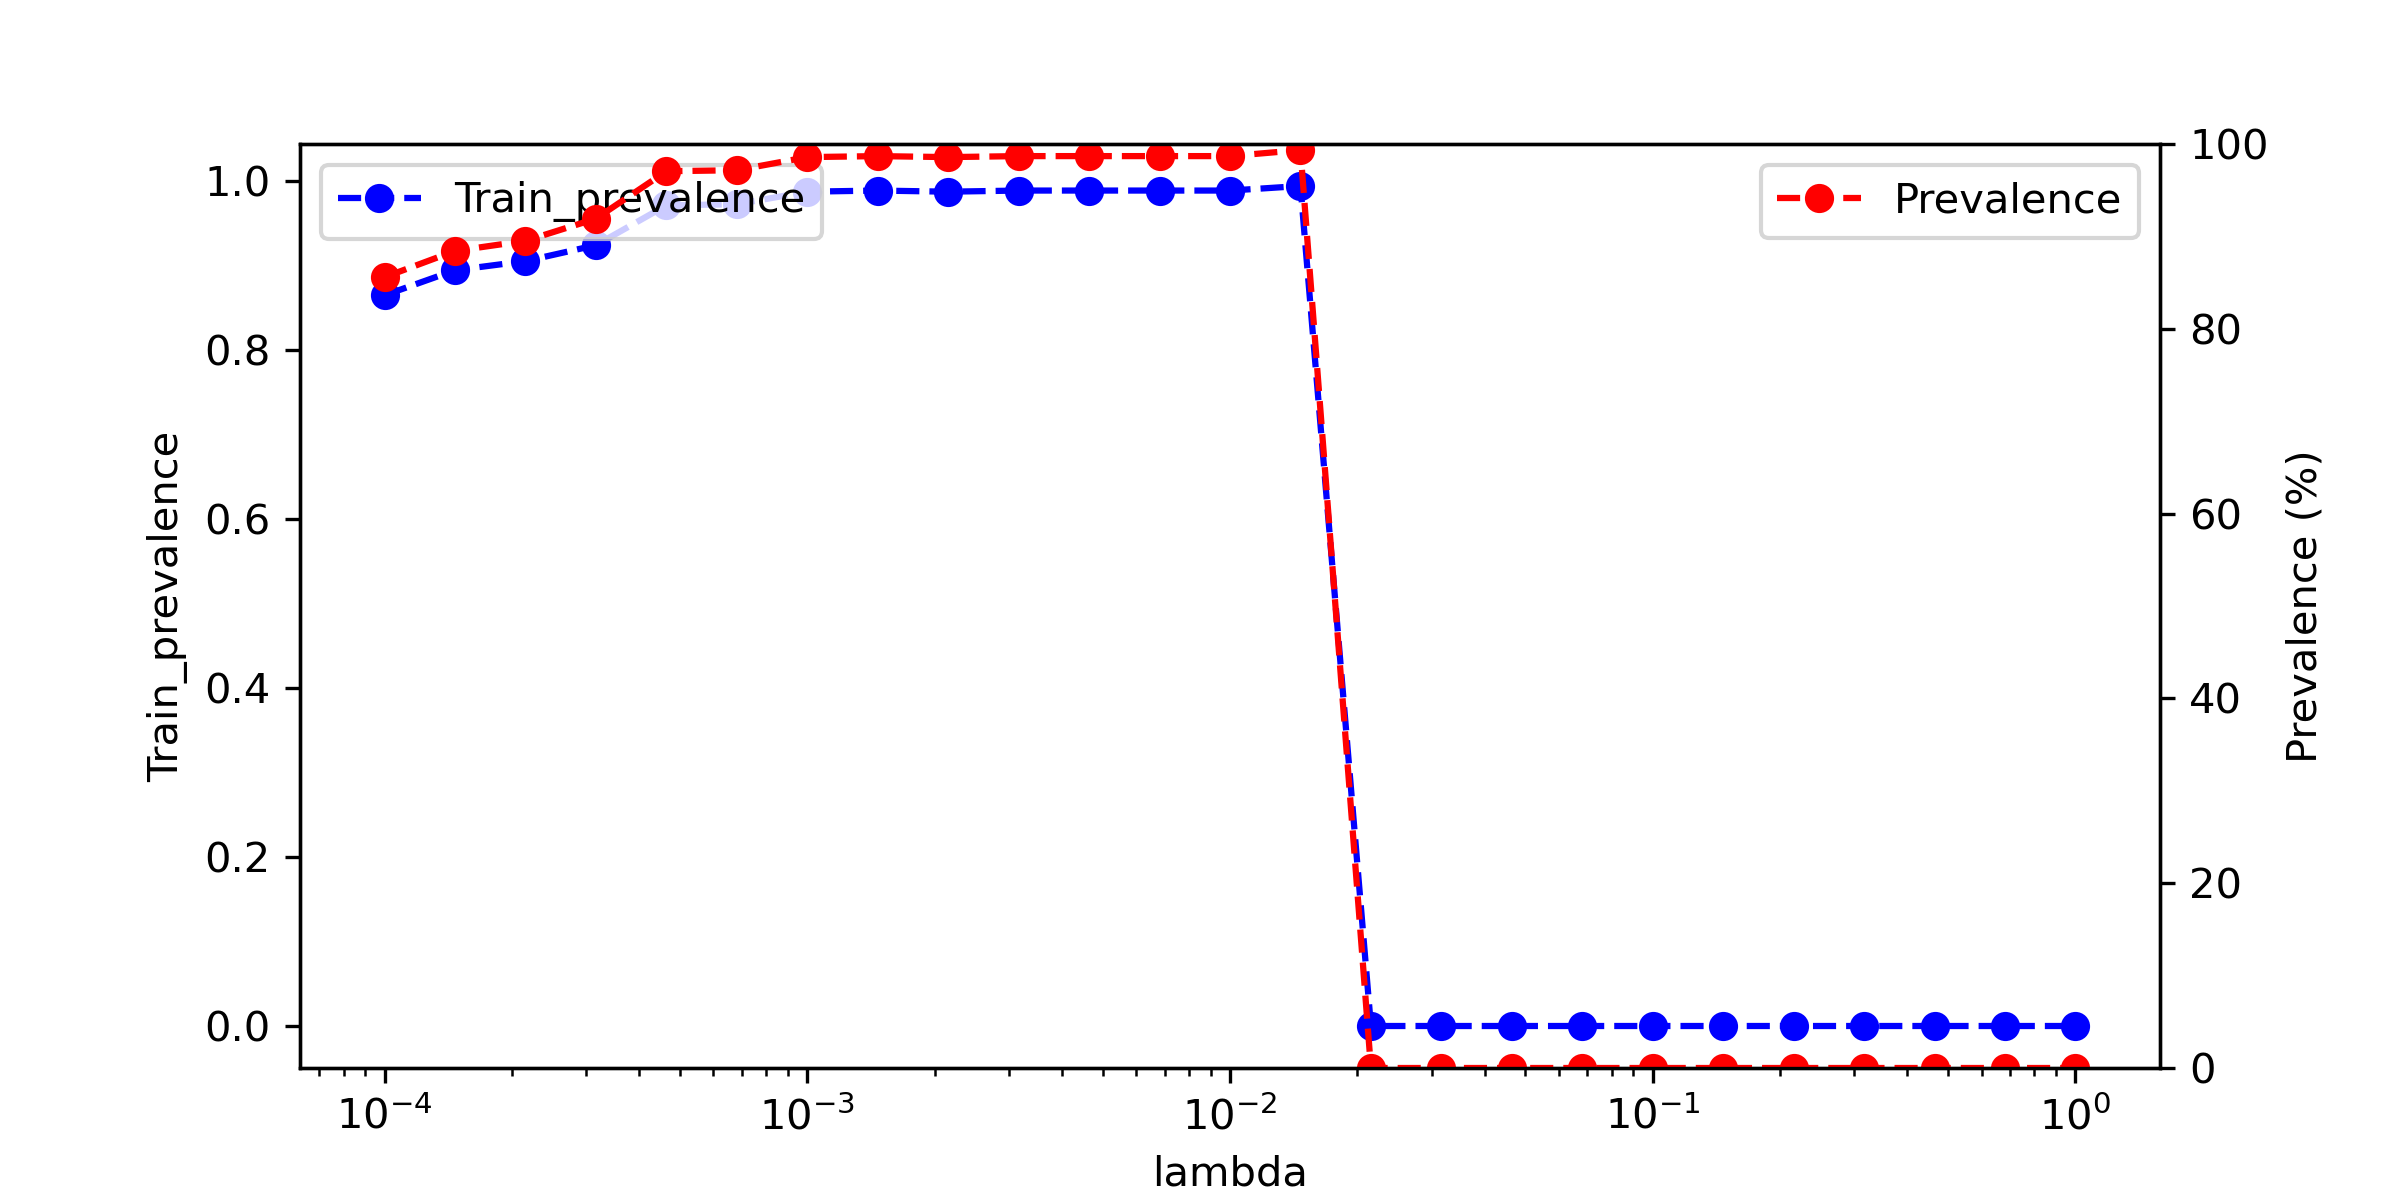 Train_prevalence
Prevalence
1.0
0.8
0.6
0.4
0.2
0.0
Train_prevalence
100
80
60
40
20
0
Prevalence (%)
10⁻⁴ 10⁻³ 10⁻² 10⁻¹ 10⁰
lambda